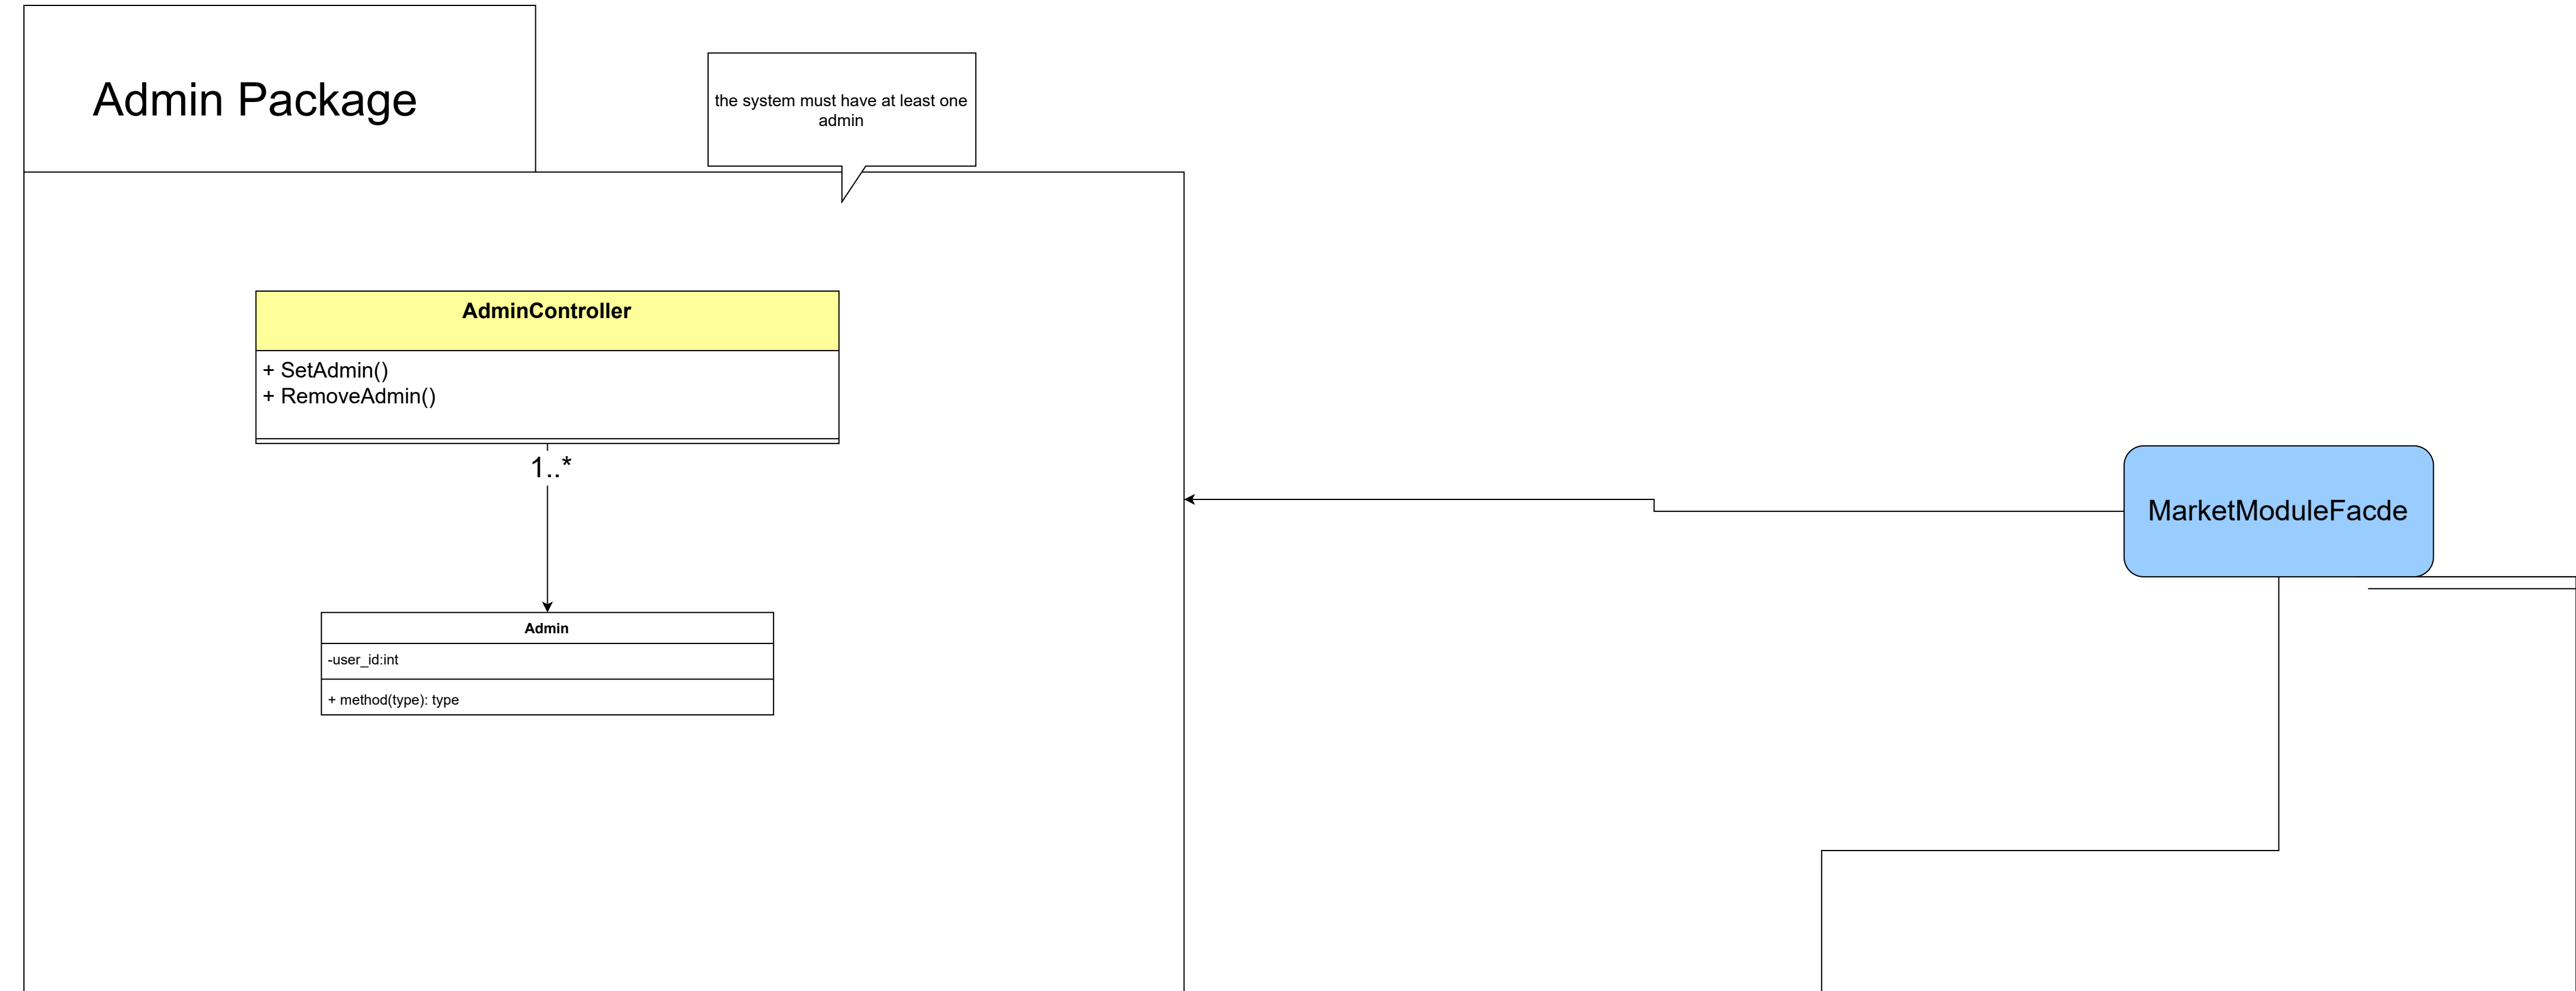 Admin Package
the system must have at least one
admin
AdminController
+ SetAdmin()
+ RemoveAdmin()
1..*
MarketModuleFacde
Admin
-user_id:int
+ method(type): type